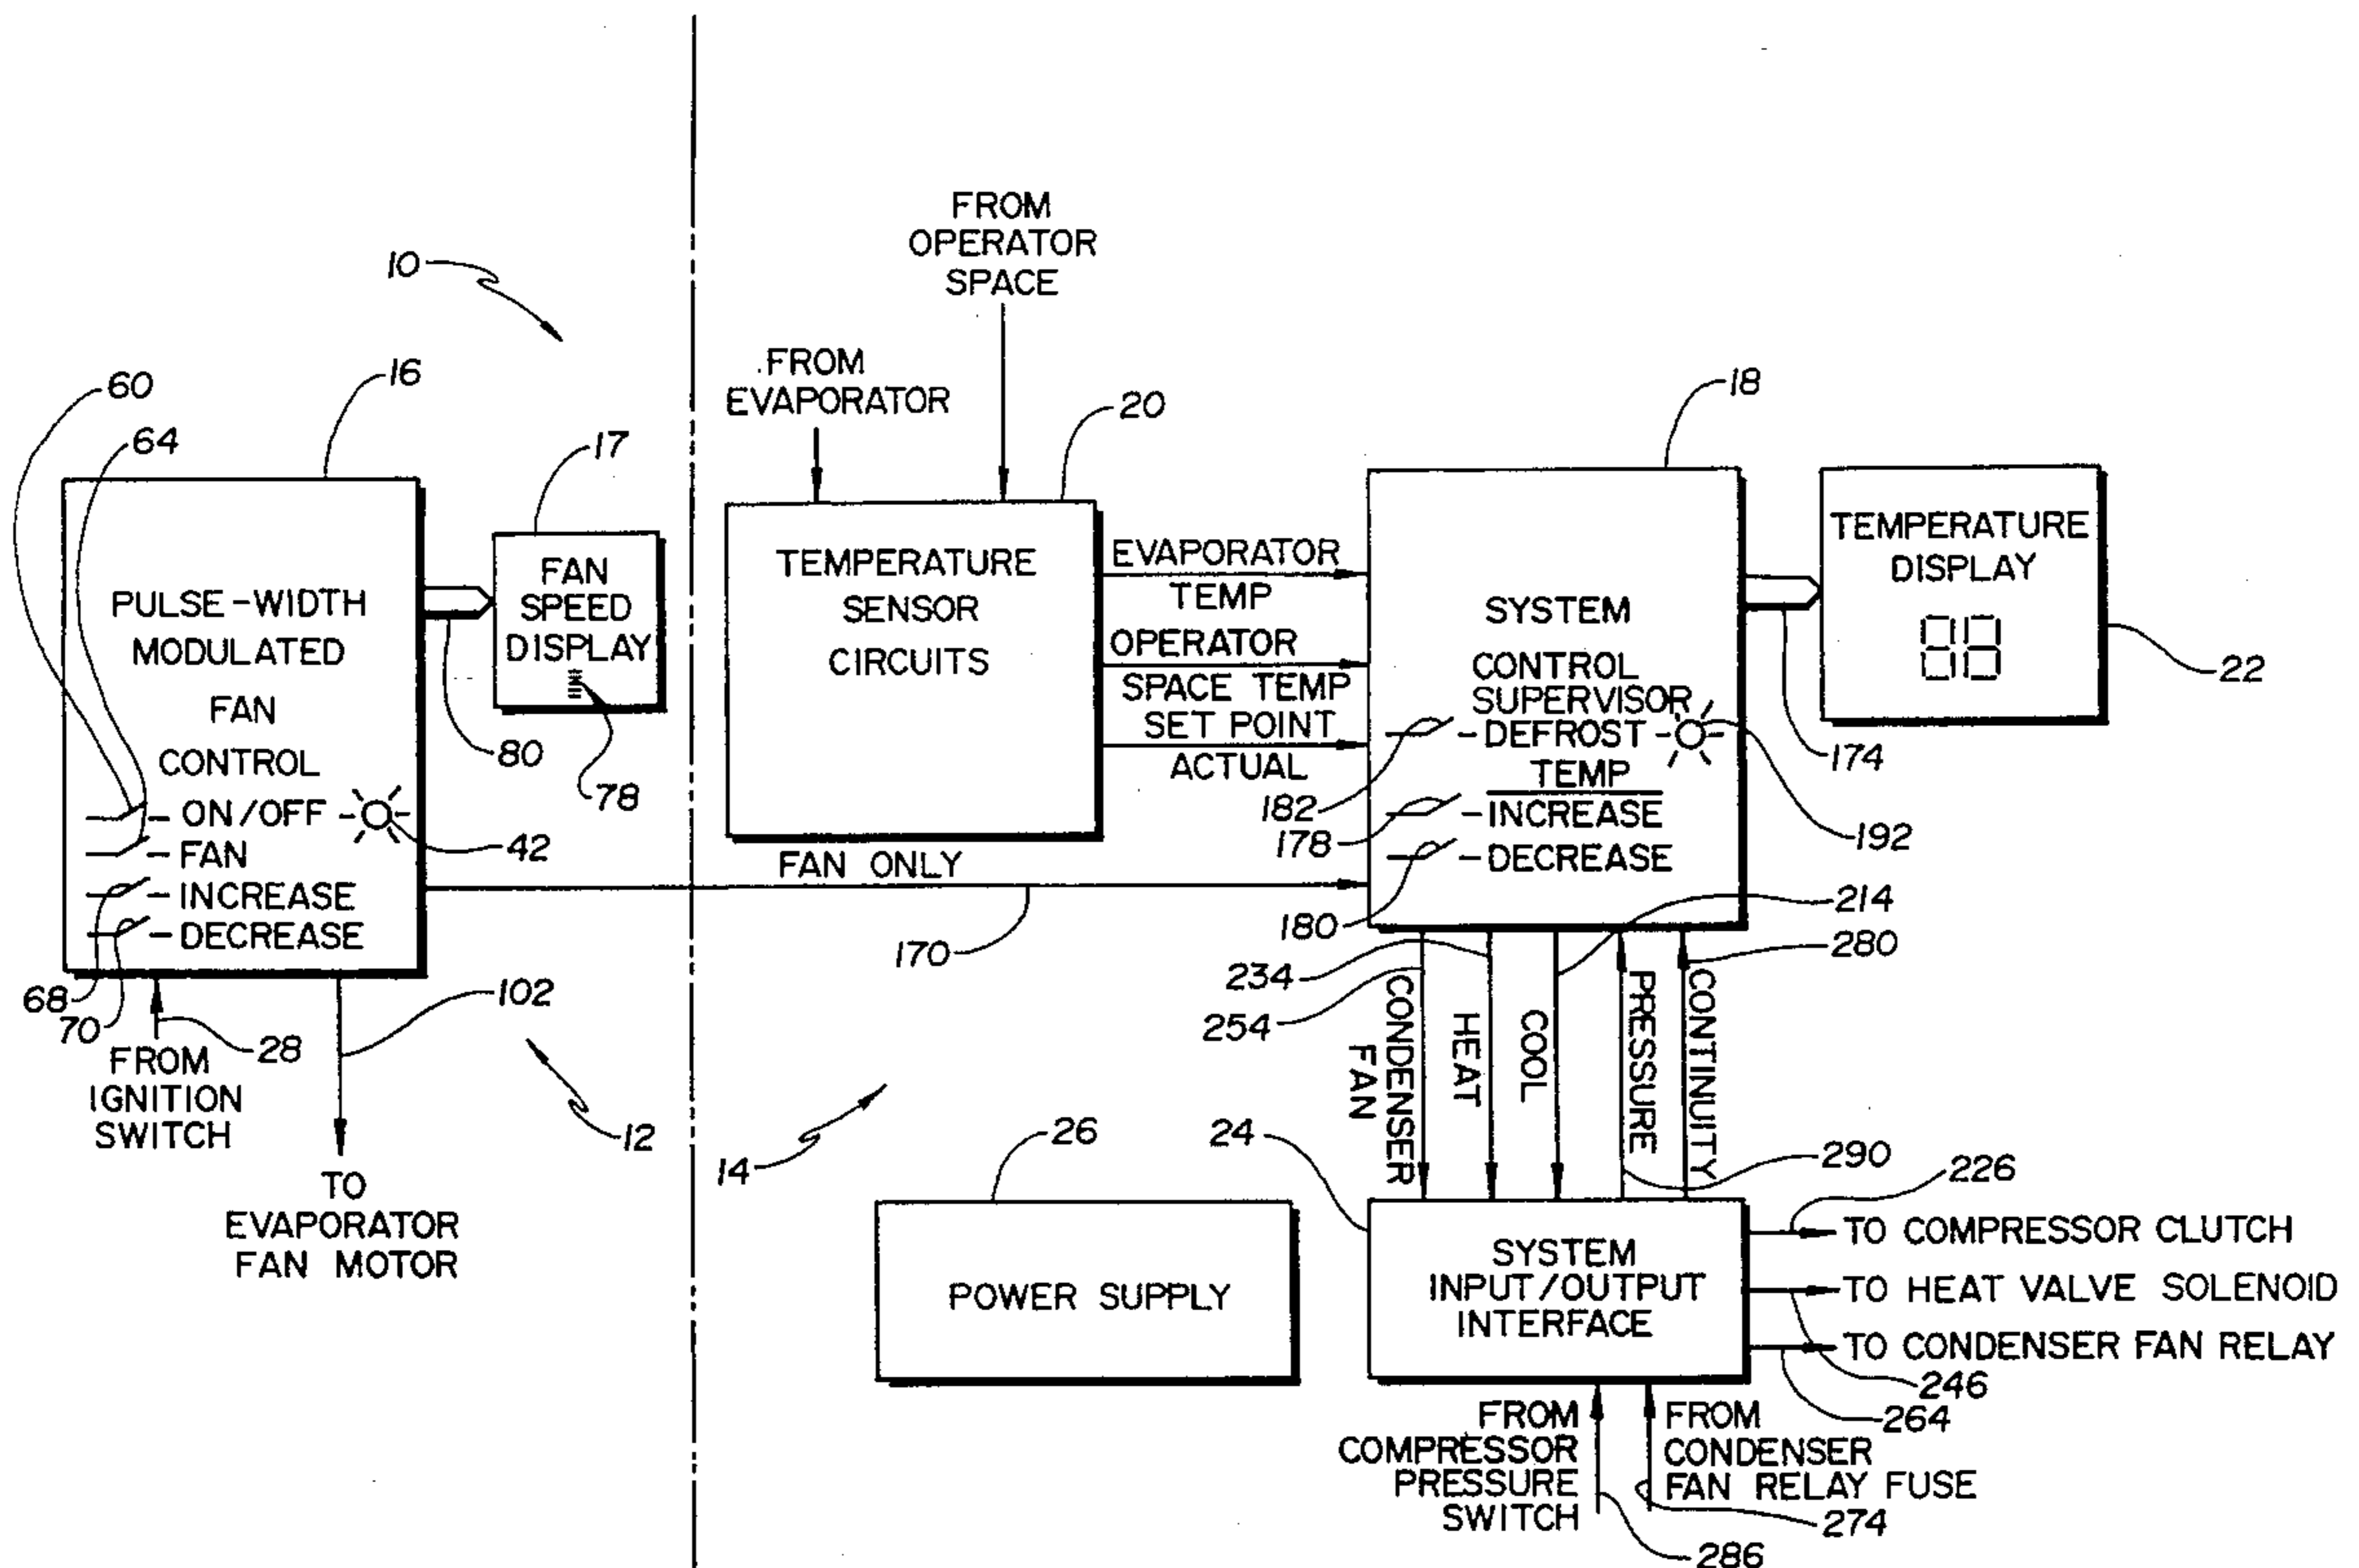 10
60
64
16
17
PULSE-WIDTH
MODULATED
FAN
CONTROL
ON/OFF
FAN
INCREASE
DECREASE
42
FAN
SPEED
DISPLAY
80
78
68
70
28
FROM
IGNITION
SWITCH
102
TO
EVAPORATOR
FAN MOTOR
12
FROM
OPERATOR
SPACE
FROM
EVAPORATOR
20
TEMPERATURE
SENSOR
CIRCUITS
EVAPORATOR
TEMP
OPERATOR
SPACE TEMP
SET POINT
ACTUAL
FAN ONLY
170
18
SYSTEM
CONTROL
SUPERVISOR
DEFROST
TEMP
INCREASE
DECREASE
182
178
180
192
TEMPERATURE
DISPLAY
88
22
174
214
234
254
280
CONDENSER
FAN
HEAT
COOL
PRESSURE
CONTINUITY
290
14
26
POWER SUPPLY
24
SYSTEM
INPUT/OUTPUT
INTERFACE
226
TO COMPRESSOR CLUTCH
TO HEAT VALVE SOLENOID
TO CONDENSER FAN RELAY
246
264
FROM
COMPRESSOR
PRESSURE
SWITCH
286
FROM
CONDENSER
FAN RELAY FUSE
274